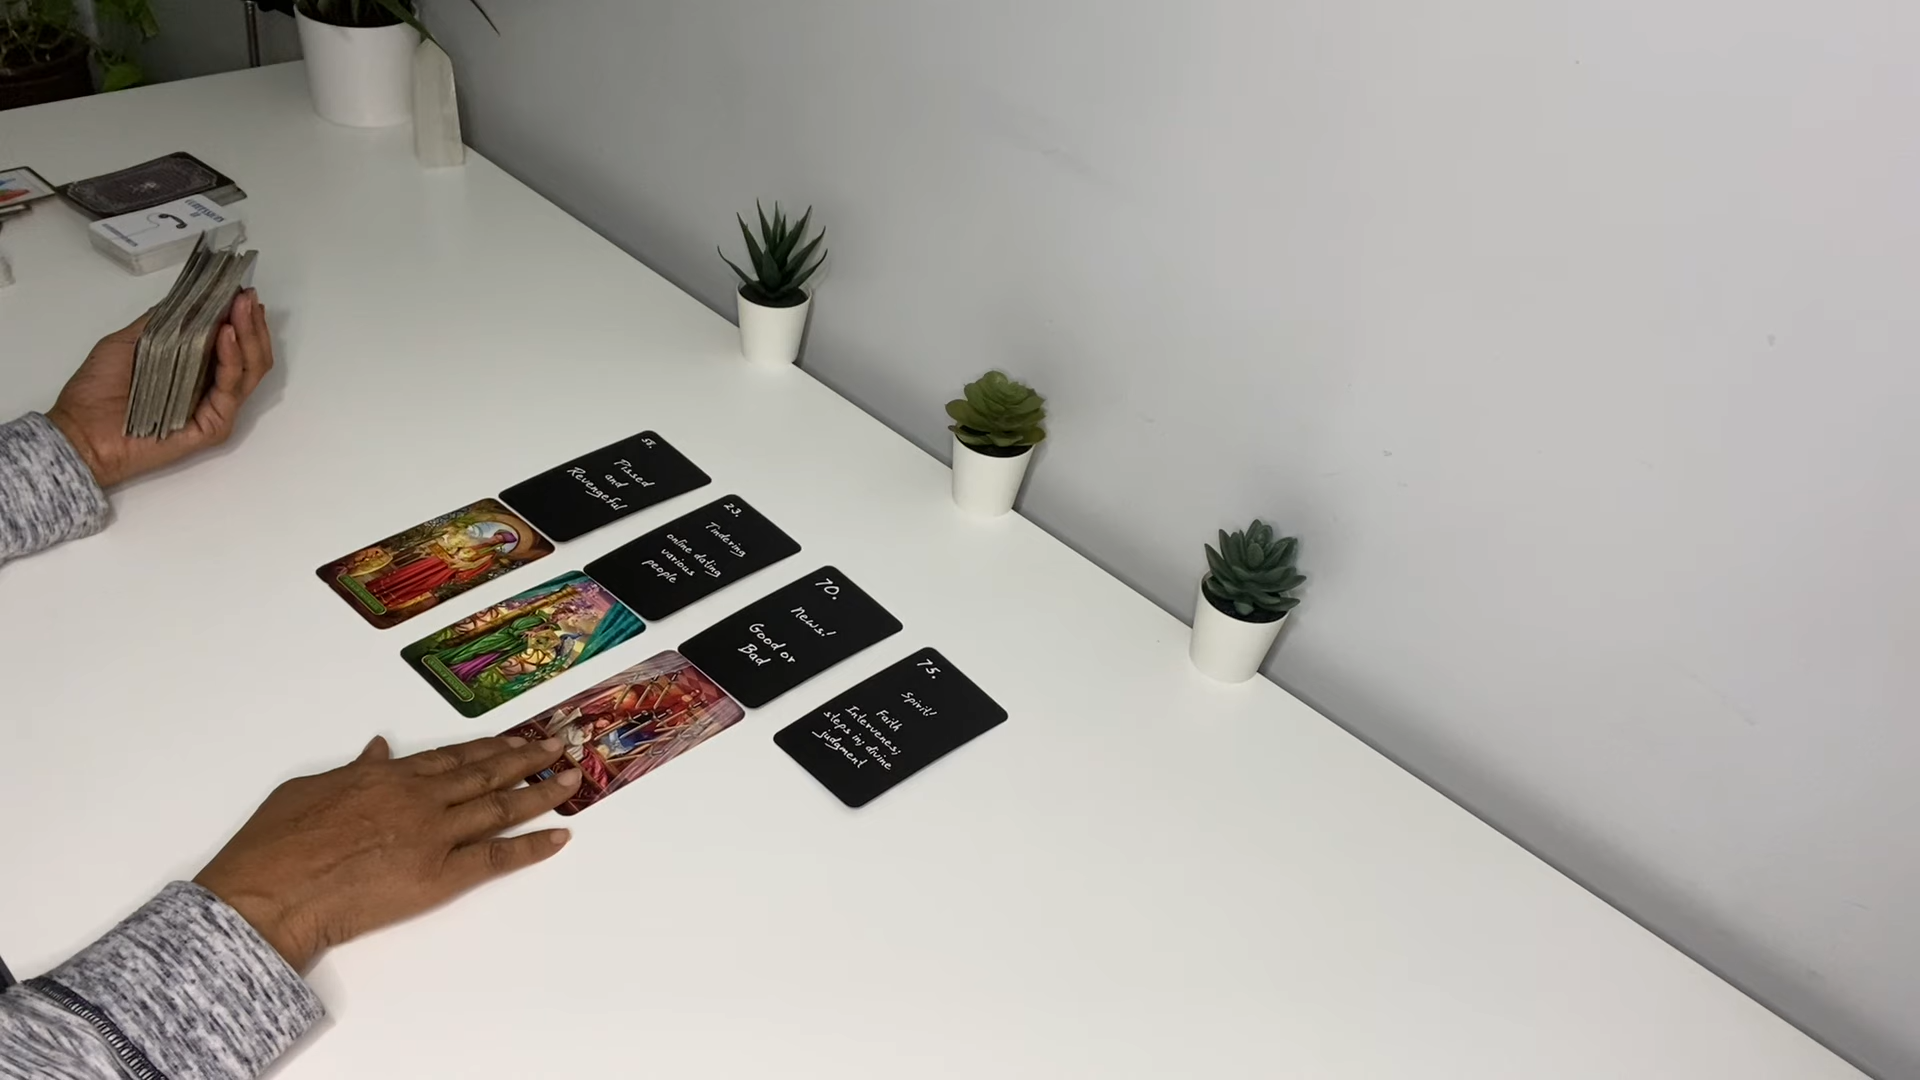 58.
Pissed
and
Revengeful
23.
Tindering
online dating
various
people
70.
News!
Good or
Bad
75.
Spirit!
Faith
Intervenes;
steps in; divine
judgment